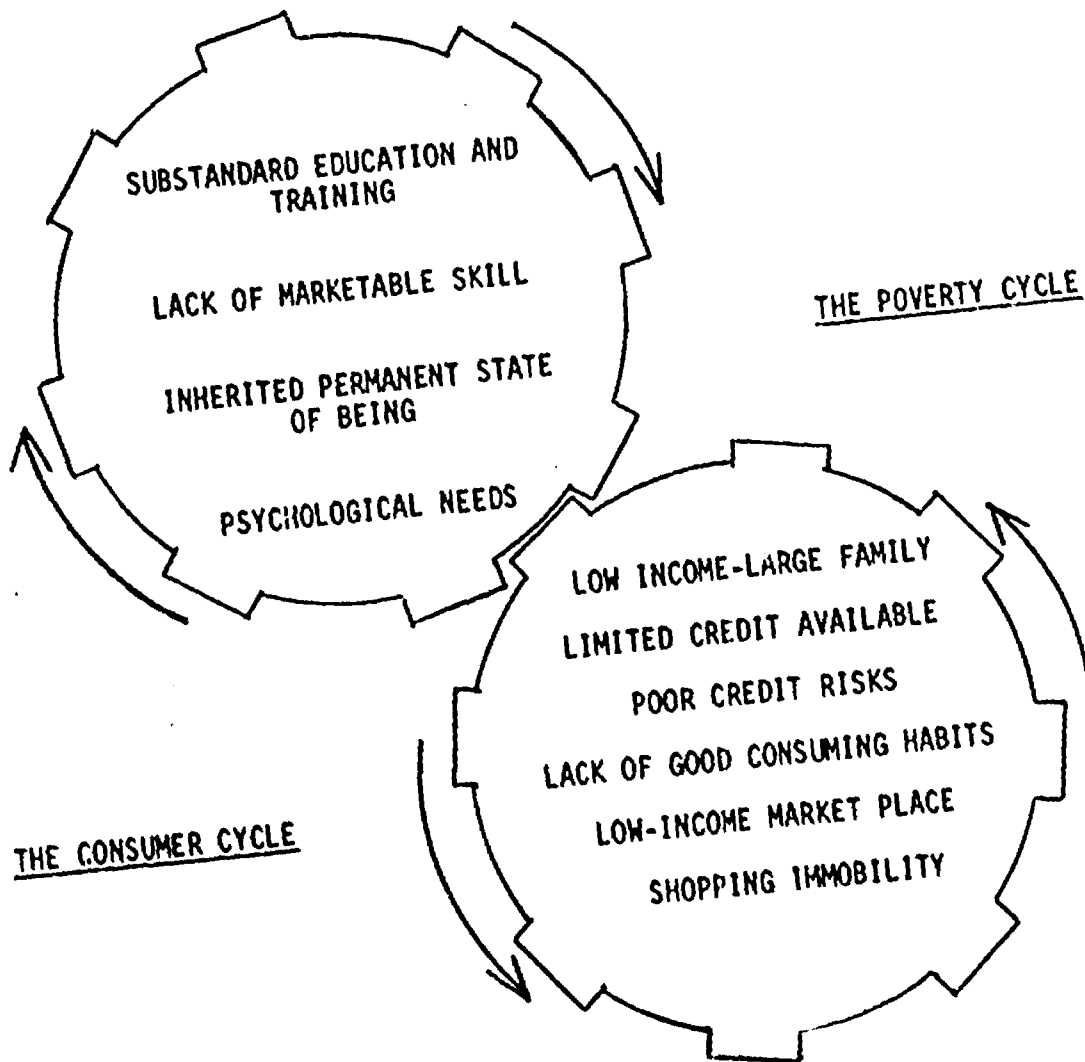 SUBSTANDARD EDUCATION AND
TRAINING
LACK OF MARKETABLE SKILL
INHERITED PERMANENT STATE
OF BEING
PSYCHOLOGICAL NEEDS
THE POVERTY CYCLE
LOW INCOME-LARGE FAMILY
LIMITED CREDIT AVAILABLE
POOR CREDIT RISKS
LACK OF GOOD CONSUMING HABITS
LOW-INCOME MARKET PLACE
SHOPPING IMMOBILITY
THE CONSUMER CYCLE